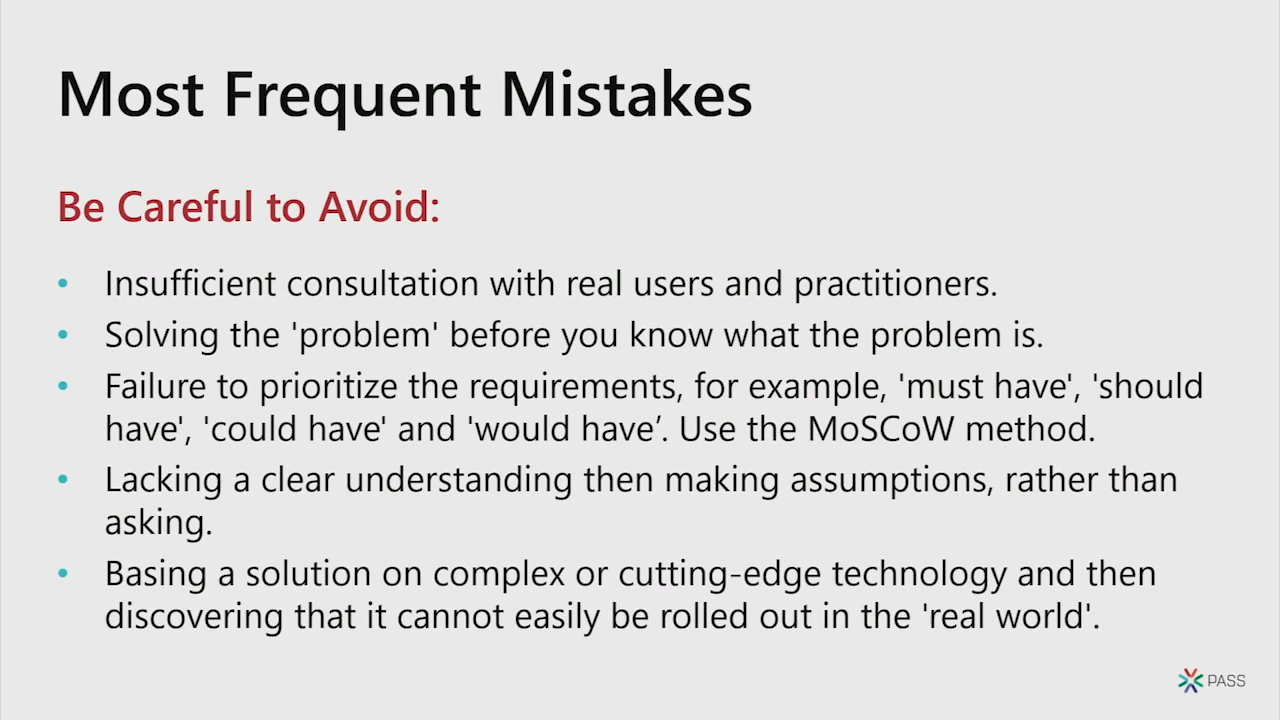 Most Frequent Mistakes
Be Careful to Avoid:
• Insufficient consultation with real users and practitioners.
• Solving the 'problem' before you know what the problem is.
• Failure to prioritize the requirements, for example, 'must have', 'should
have', 'could have' and 'would have’. Use the MoSCoW method.
• Lacking a clear understanding then making assumptions, rather than
asking.
• Basing a solution on complex or cutting-edge technology and then
discovering that it cannot easily be rolled out in the 'real world'.
PASS